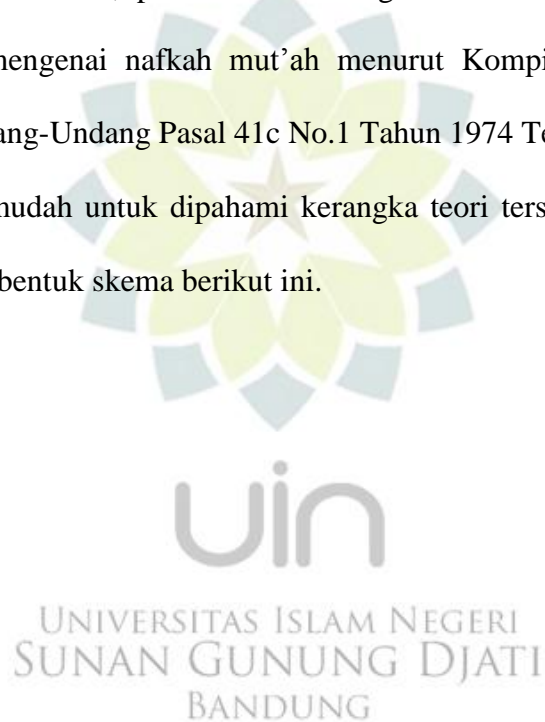 mengenai nafkah mut’ah menurut Kompi
ang-Undang Pasal 41c No.1 Tahun 1974 Te
mudah untuk dipahami kerangka teori ters
bentuk skema berikut ini.
uin
UNIVERSITAS ISLAM NEGERI
SUNAN GUNUNG DJATI
BANDUNG